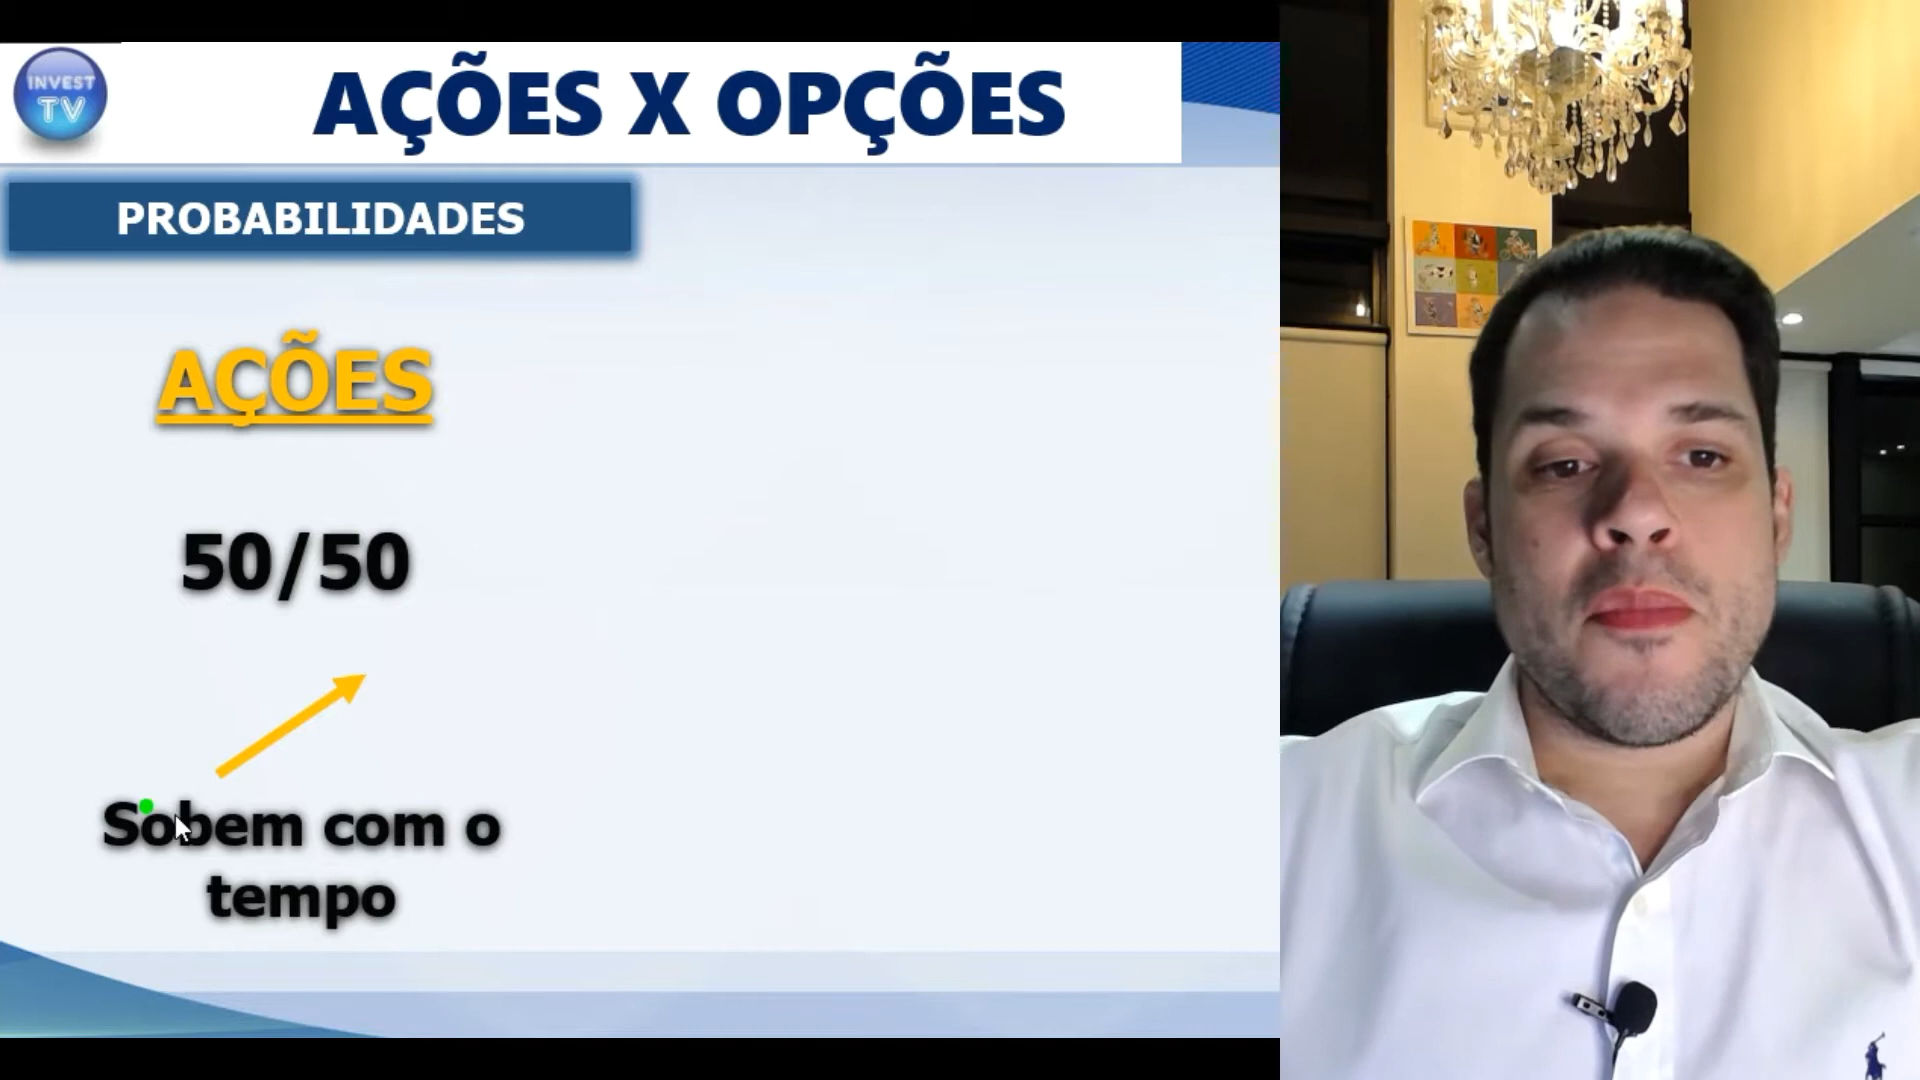 INVEST
TV
AÇÕES X OPÇÕES
PROBABILIDADES
AÇÕES
50/50
Sobem com o
tempo